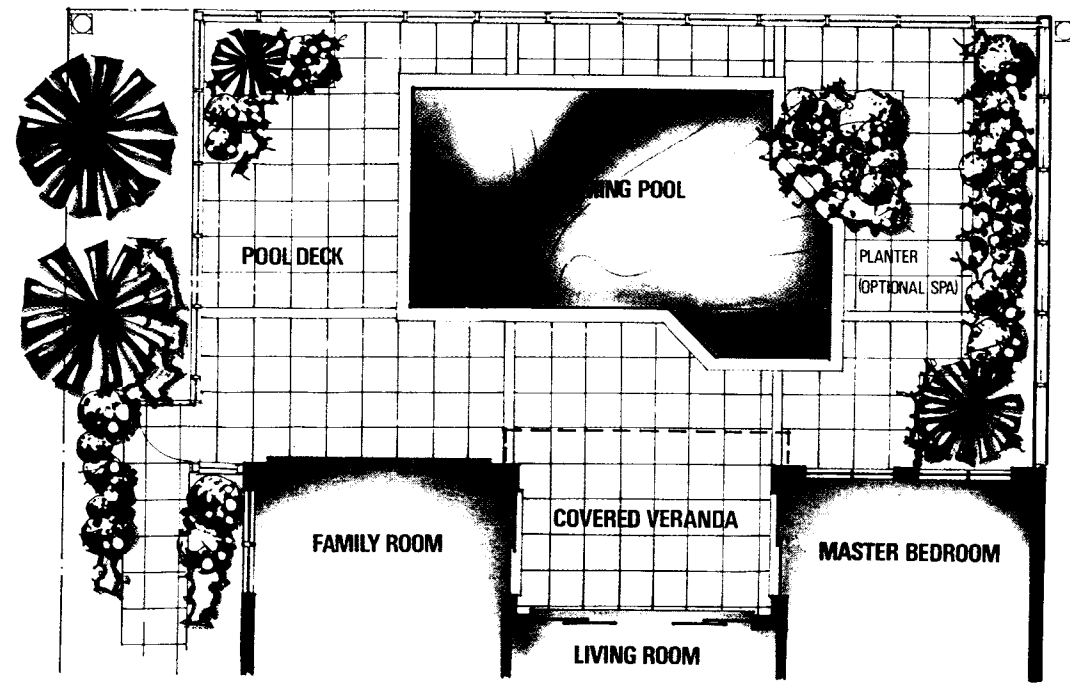 ING POOL
POOL DECK
PLANTER
(OPTIONAL SPA)
COVERED VERANDA
FAMILY ROOM
MASTER BEDROOM
LIVING ROOM